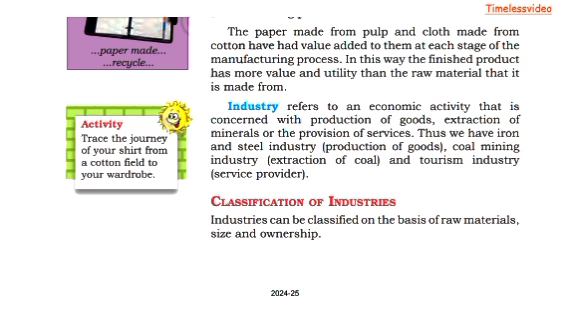 Timelessvideo
...paper made...
...recycle...
The paper made from pulp and cloth made from
cotton have had value added to them at each stage of the
manufacturing process. In this way the finished product
has more value and utility than the raw material that it
is made from.
Industry refers to an economic activity that is
concerned with production of goods, extraction of
minerals or the provision of services. Thus we have iron
and steel industry (production of goods), coal mining
industry (extraction of coal) and tourism industry
(service provider).
Activity
Trace the journey
of your shirt from
a cotton field to
your wardrobe.
CLASSIFICATION OF INDUSTRIES
Industries can be classified on the basis of raw materials,
size and ownership.
2024-25